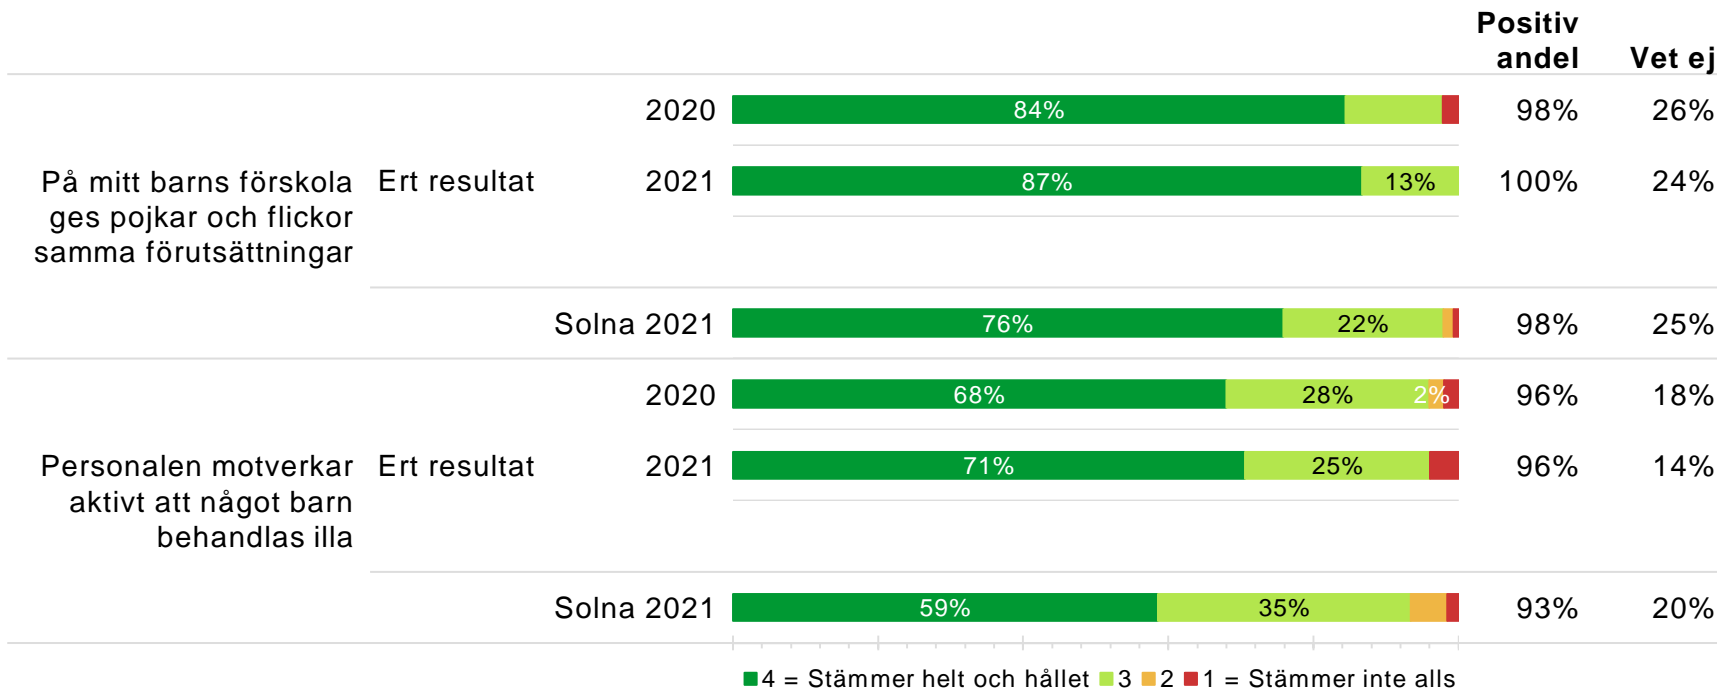 Positiv
andel
Vet ej
2020 84% 98% 26%
På mitt barns förskola
ges pojkar och flickor
samma förutsättningar
Ert resultat 2021 87% 13% 100% 24%
Solna 2021 76% 22% 98% 25%
2020 68% 28% 2% 96% 18%
Personalen motverkar
aktivt att något barn
behandlas illa
Ert resultat 2021 71% 25% 96% 14%
Solna 2021 59% 35% 93% 20%
4 = Stämmer helt och hållet 3 2 1 = Stämmer inte alls